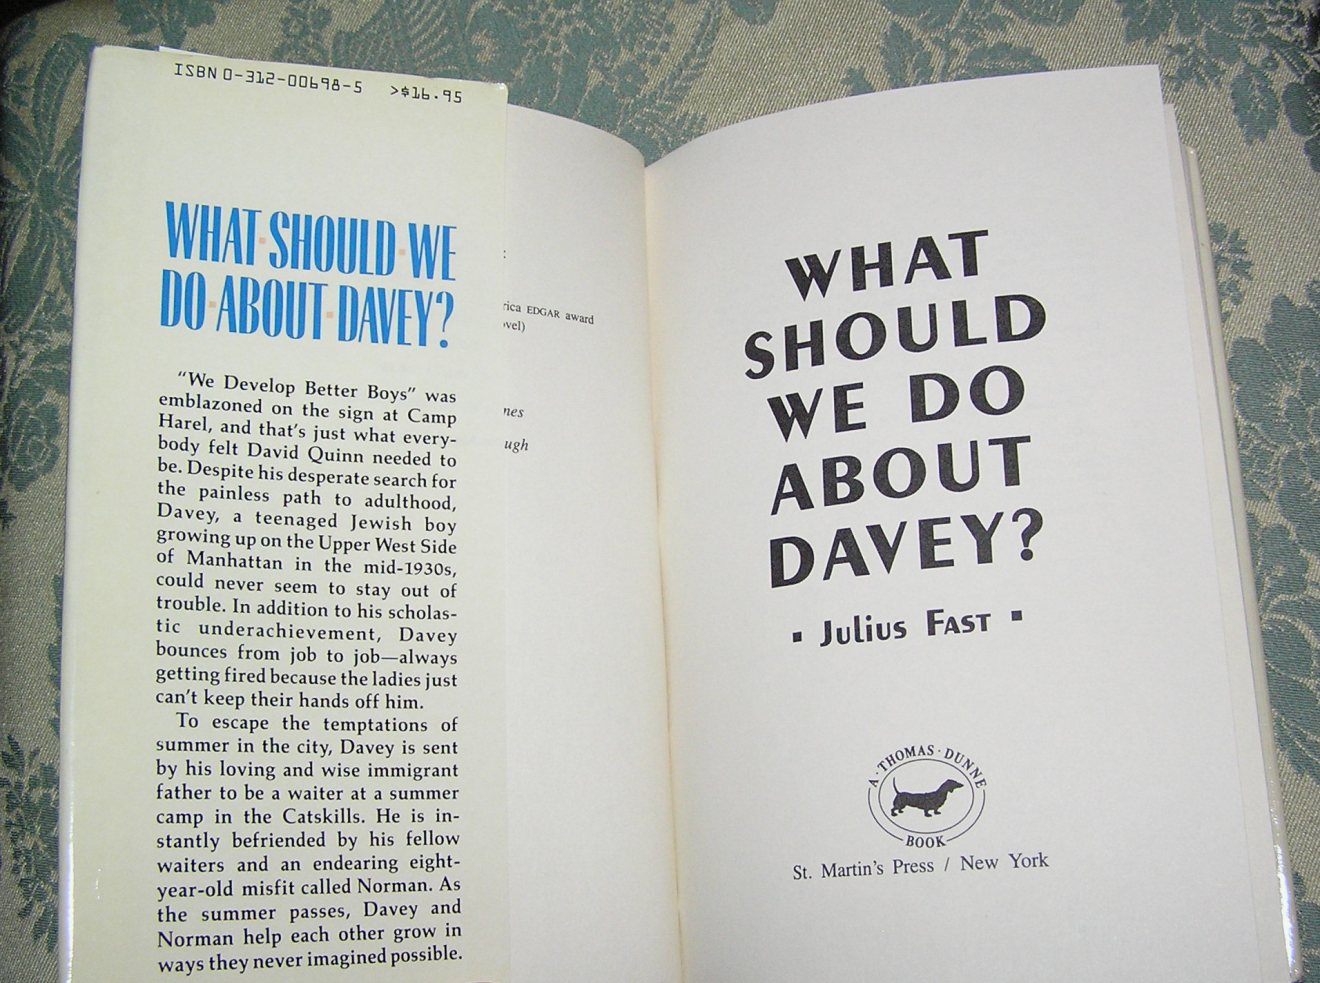 ISBN 0-312-00698-5 >$16.95
WHAT·SHOULD·WE
DO·ABOUT·DAVEY?
"We Develop Better Boys" was
emblazoned on the sign at Camp
Harel, and that's just what every-
body felt David Quinn needed to
be. Despite his desperate search for
the painless path to adulthood,
Davey, a teenaged Jewish boy
growing up on the Upper West Side
of Manhattan in the mid-1930s,
could never seem to stay out of
trouble. In addition to his scholas-
tic underachievement, Davey
bounces from job to job—always
getting fired because the ladies just
can't keep their hands off him.
To escape the temptations of
summer in the city, Davey is sent
by his loving and wise immigrant
father to be a waiter at a summer
camp in the Catskills. He is in-
stantly befriended by his fellow
waiters and an endearing eight-
year-old misfit called Norman. As
the summer passes, Davey and
Norman help each other grow in
ways they never imagined possible.
:
rica EDGAR award
vel)
nes
ugh
WHAT
SHOULD
WE DO
ABOUT
DAVEY?
▪ Julius Fast ▪
A·THOMAS·DUNNE
BOOK
St. Martin's Press / New York